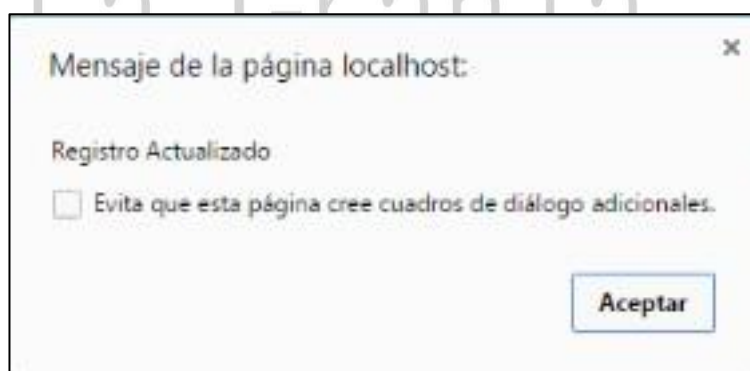 Mensaje de la página localhost:
Registro Actualizado
Evita que esta página cree cuadros de diálogo adicionales.
Aceptar